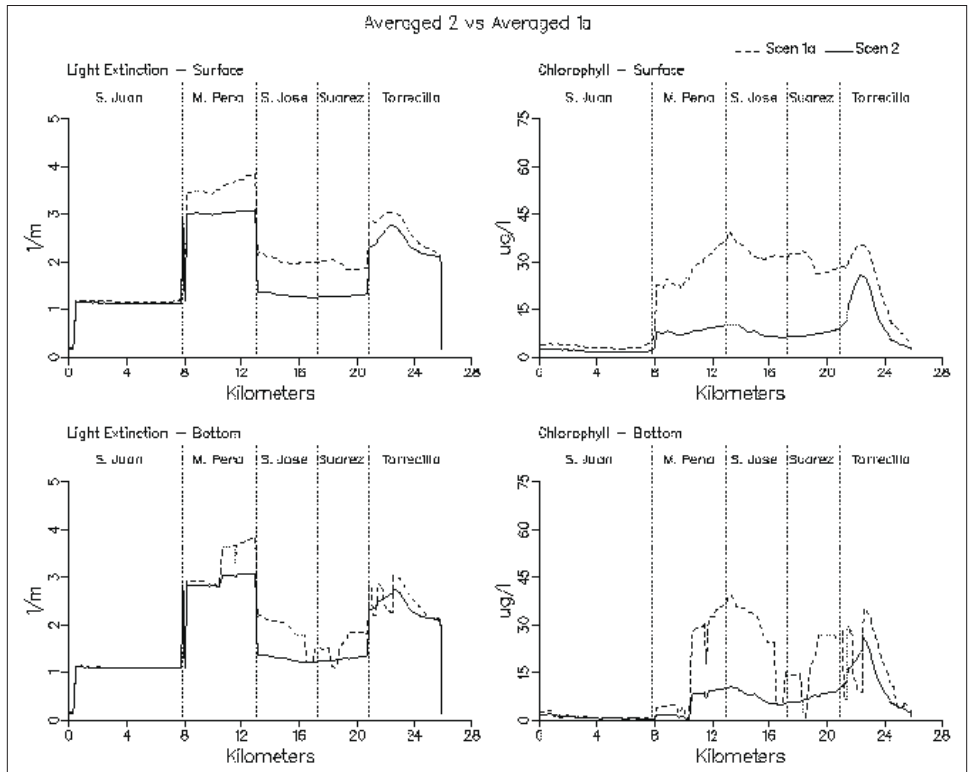 Averaged 2 vs Averaged 1a
Scen 1a Scen 2
Light Extinction – Surface
S. Juan M. Pena S. Jose Suarez Torrecilla
5
4
3
2
1
0
1/m
0 4 8 12 16 20 24 28
Kilometers
Chlorophyll – Surface
S. Juan M. Pena S. Jose Suarez Torrecilla
75
60
45
30
15
0
ug/l
0 4 8 12 16 20 24 28
Kilometers
Light Extinction – Bottom
S. Juan M. Pena S. Jose Suarez Torrecilla
5
4
3
2
1
0
1/m
0 4 8 12 16 20 24 28
Kilometers
Chlorophyll – Bottom
S. Juan M. Pena S. Jose Suarez Torrecilla
75
60
45
30
15
0
ug/l
0 4 8 12 16 20 24 28
Kilometers